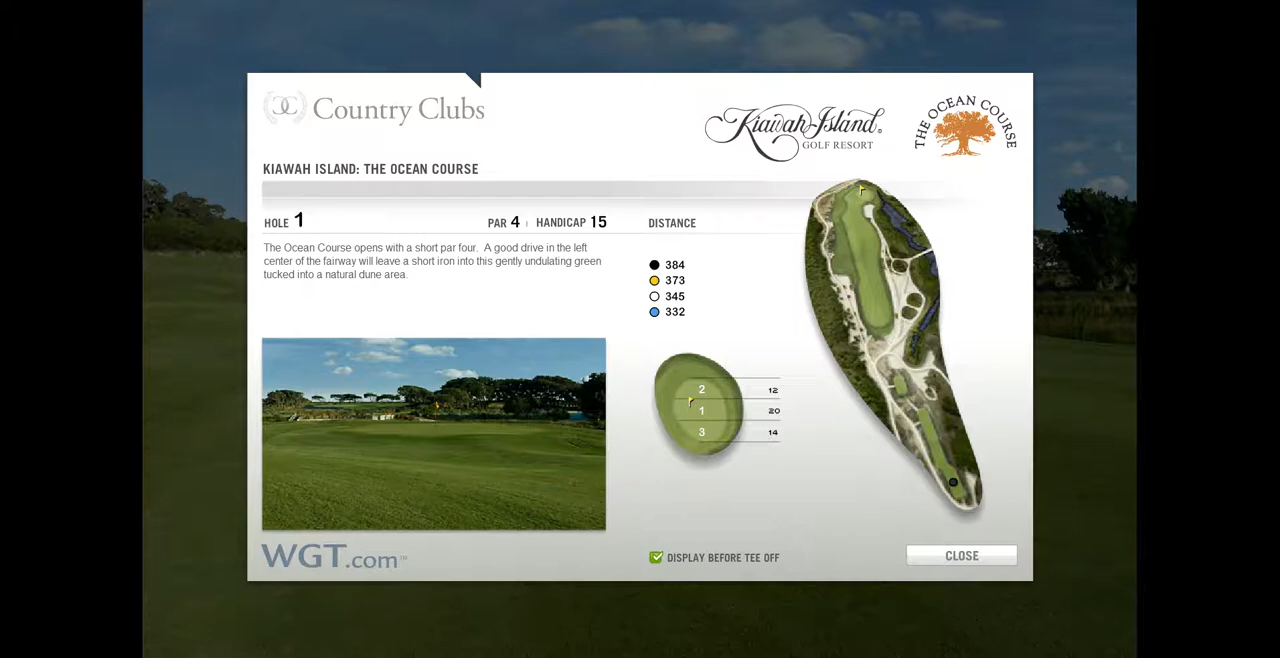 Country Clubs
Kiawah Island
GOLF RESORT
THE OCEAN COURSE
KIAWAH ISLAND: THE OCEAN COURSE
HOLE 1
PAR 4 HANDICAP 15
DISTANCE
The Ocean Course opens with a short par four. A good drive in the left
center of the fairway will leave a short iron into this gently undulating green
tucked into a natural dune area.
384
373
345
332
2 12
1 20
3 14
WGT.com™
DISPLAY BEFORE TEE OFF
CLOSE